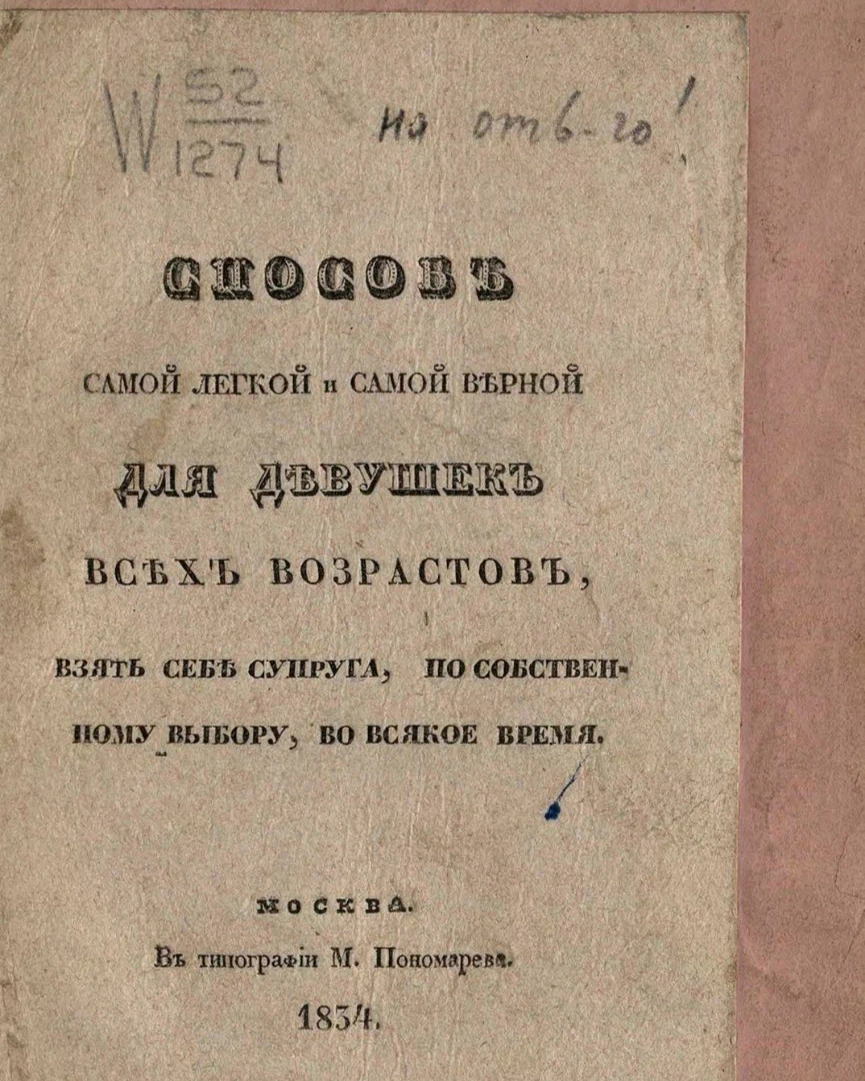 W 52
1274
на отв-го!
СПОСОБЪ
САМОЙ ЛЕГКОЙ и САМОЙ ВѢРНОЙ
ДЛЯ ДѢВУШЕКЪ
ВСѢХЪ ВОЗРАСТОВЪ,
ВЗЯТЬ СЕБѢ СУПРУГА, ПО СОБСТВЕН-
НОМУ ВЫБОРУ, ВО ВСЯКОЕ ВРЕМЯ.
МОСКВА.
Въ типографіи М. Пономарева.
1834.